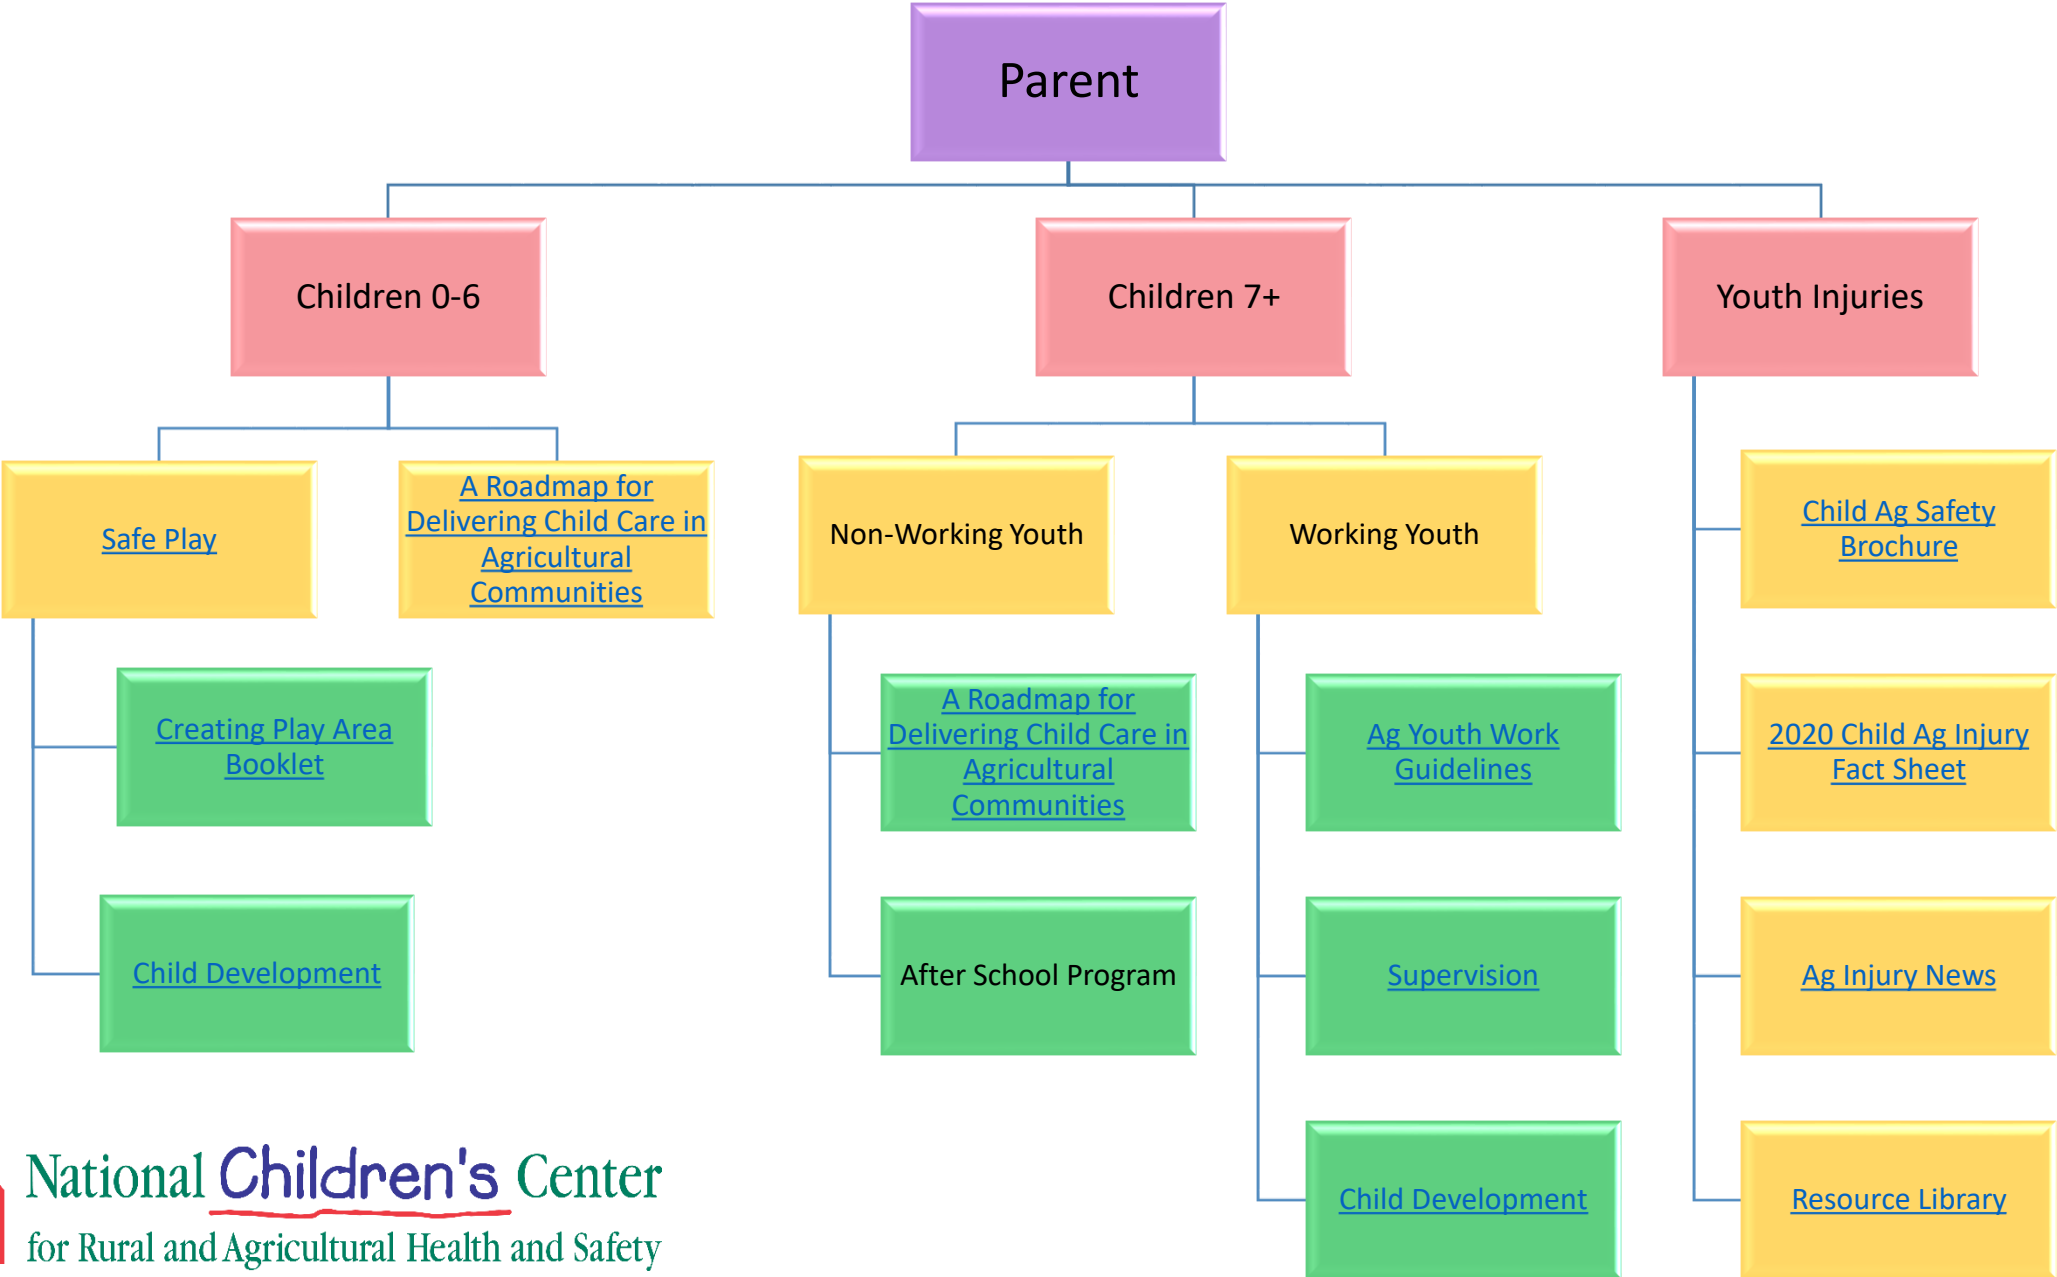 Parent
Children 0-6
Children 7+
Youth Injuries
Safe Play
A Roadmap for
Delivering Child Care in
Agricultural
Communities
Non-Working Youth
Working Youth
Child Ag Safety
Brochure
Creating Play Area
Booklet
A Roadmap for
Delivering Child Care in
Agricultural
Communities
Ag Youth Work
Guidelines
2020 Child Ag Injury
Fact Sheet
Child Development
After School Program
Supervision
Ag Injury News
Child Development
Resource Library
National Children's Center
for Rural and Agricultural Health and Safety